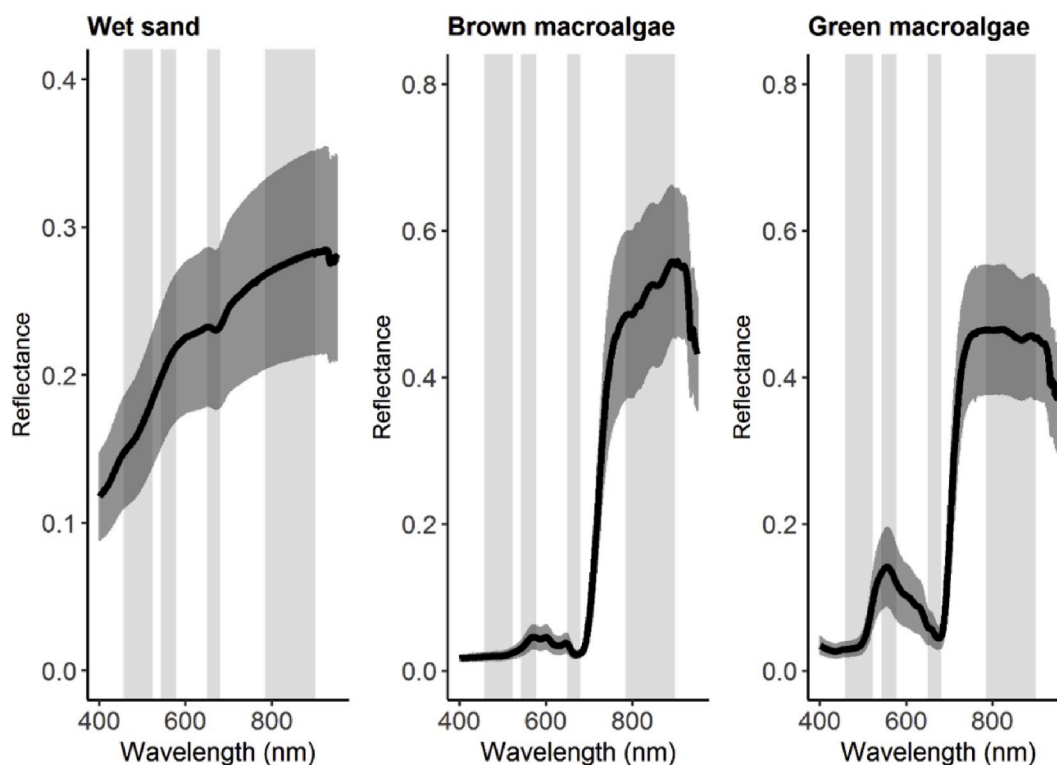 Wet sand
Brown macroalgae
Green macroalgae
0.4
0.3
0.2
0.1
0.0
Reflectance
400 600 800
Wavelength (nm)
0.8
0.6
0.4
0.2
0.0
Reflectance
400 600 800
Wavelength (nm)
0.8
0.6
0.4
0.2
0.0
Reflectance
400 600 800
Wavelength (nm)